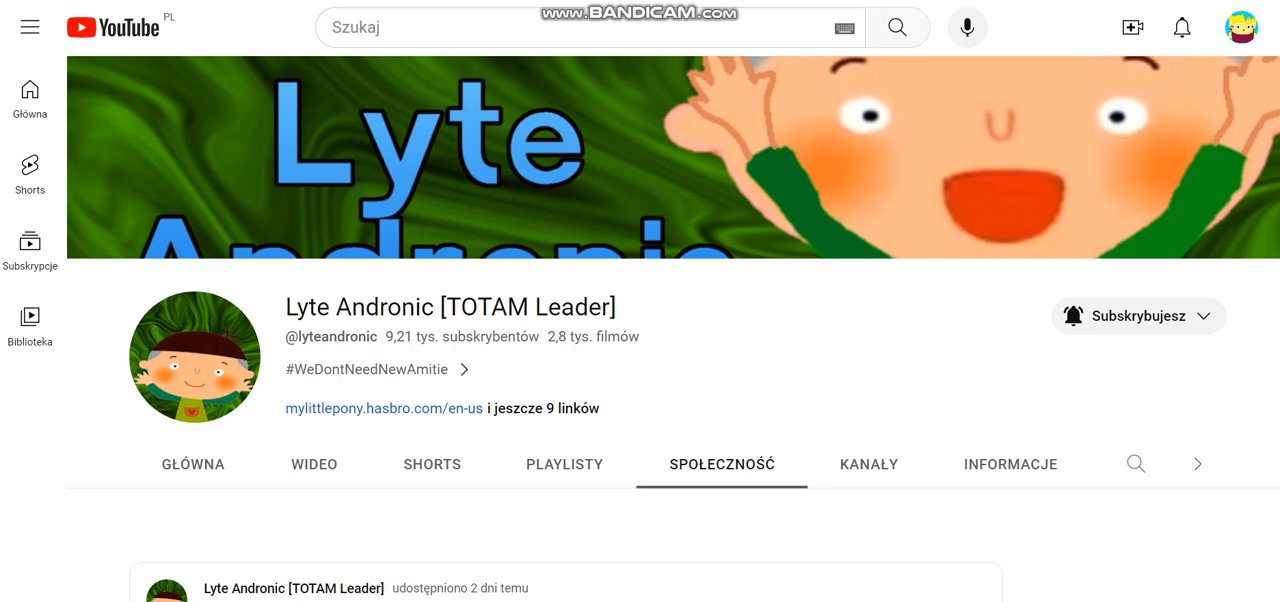 www.BANDICAM.com
YouTube PL
Szukaj
Główna
Shorts
Subskrypcje
Biblioteka
Lyte
Andronic
Lyte Andronic [TOTAM Leader]
@lyteandronic 9,21 tys. subskrybentów 2,8 tys. filmów
#WeDontNeedNewAmitie
mylittlepony.hasbro.com/en-us i jeszcze 9 linków
Subskrybujesz
GŁÓWNA WIDEO SHORTS PLAYLISTY SPOŁECZNOŚĆ KANAŁY INFORMACJE
Lyte Andronic [TOTAM Leader] udostępniono 2 dni temu